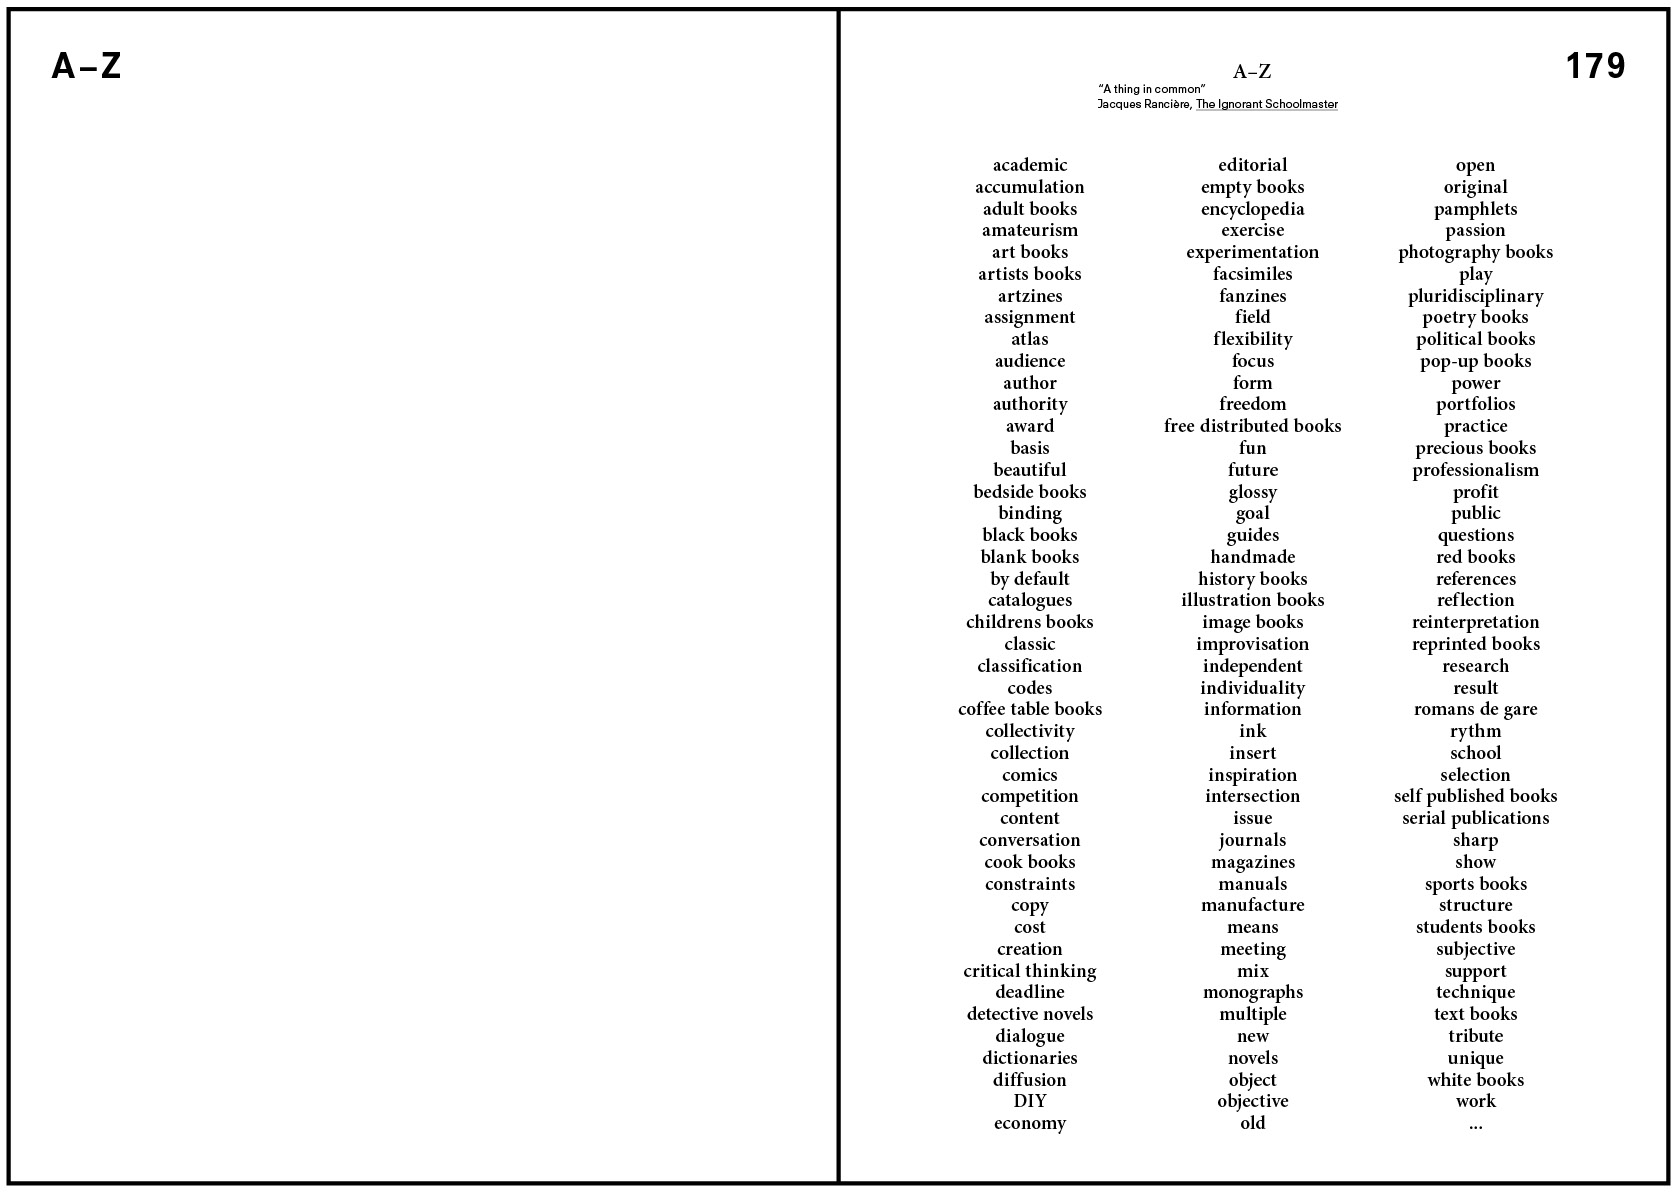 A–Z
179
A–Z
“A thing in common”
Jacques Rancière, The Ignorant Schoolmaster
academic
accumulation
adult books
amateurism
art books
artists books
artzines
assignment
atlas
audience
author
authority
award
basis
beautiful
bedside books
binding
black books
blank books
by default
catalogues
childrens books
classic
classification
codes
coffee table books
collectivity
collection
comics
competition
content
conversation
cook books
constraints
copy
cost
creation
critical thinking
deadline
detective novels
dialogue
dictionaries
diffusion
DIY
economy
editorial
empty books
encyclopedia
exercise
experimentation
facsimiles
fanzines
field
flexibility
focus
form
freedom
free distributed books
fun
future
glossy
goal
guides
handmade
history books
illustration books
image books
improvisation
independent
individuality
information
ink
insert
inspiration
intersection
issue
journals
magazines
manuals
manufacture
means
meeting
mix
monographs
multiple
new
novels
object
objective
old
open
original
pamphlets
passion
photography books
play
pluridisciplinary
poetry books
political books
pop-up books
power
portfolios
practice
precious books
professionalism
profit
public
questions
red books
references
reflection
reinterpretation
reprinted books
research
result
romans de gare
rythm
school
selection
self published books
serial publications
sharp
show
sports books
structure
students books
subjective
support
technique
text books
tribute
unique
white books
work
...